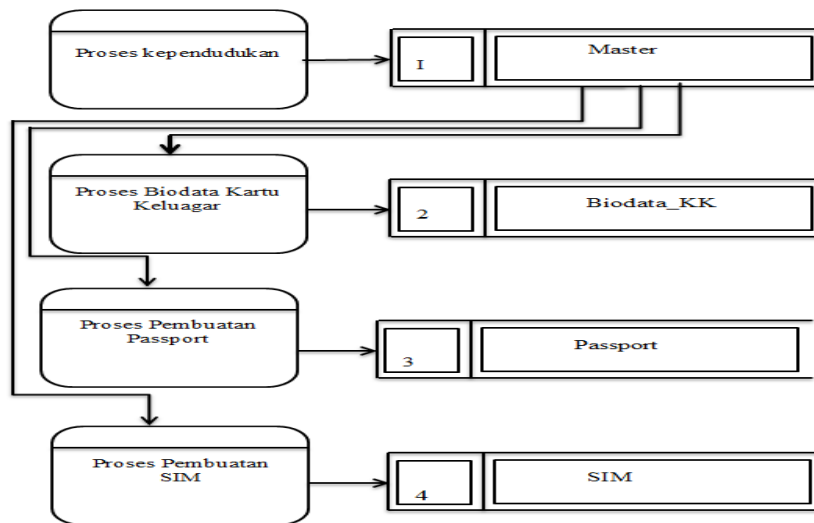 Proses kependudukan
1
Master
Proses Biodata Kartu
Keluagar
2
Biodata_KK
Proses Pembuatan
Passport
3
Passport
Proses Pembuatan
SIM
4
SIM